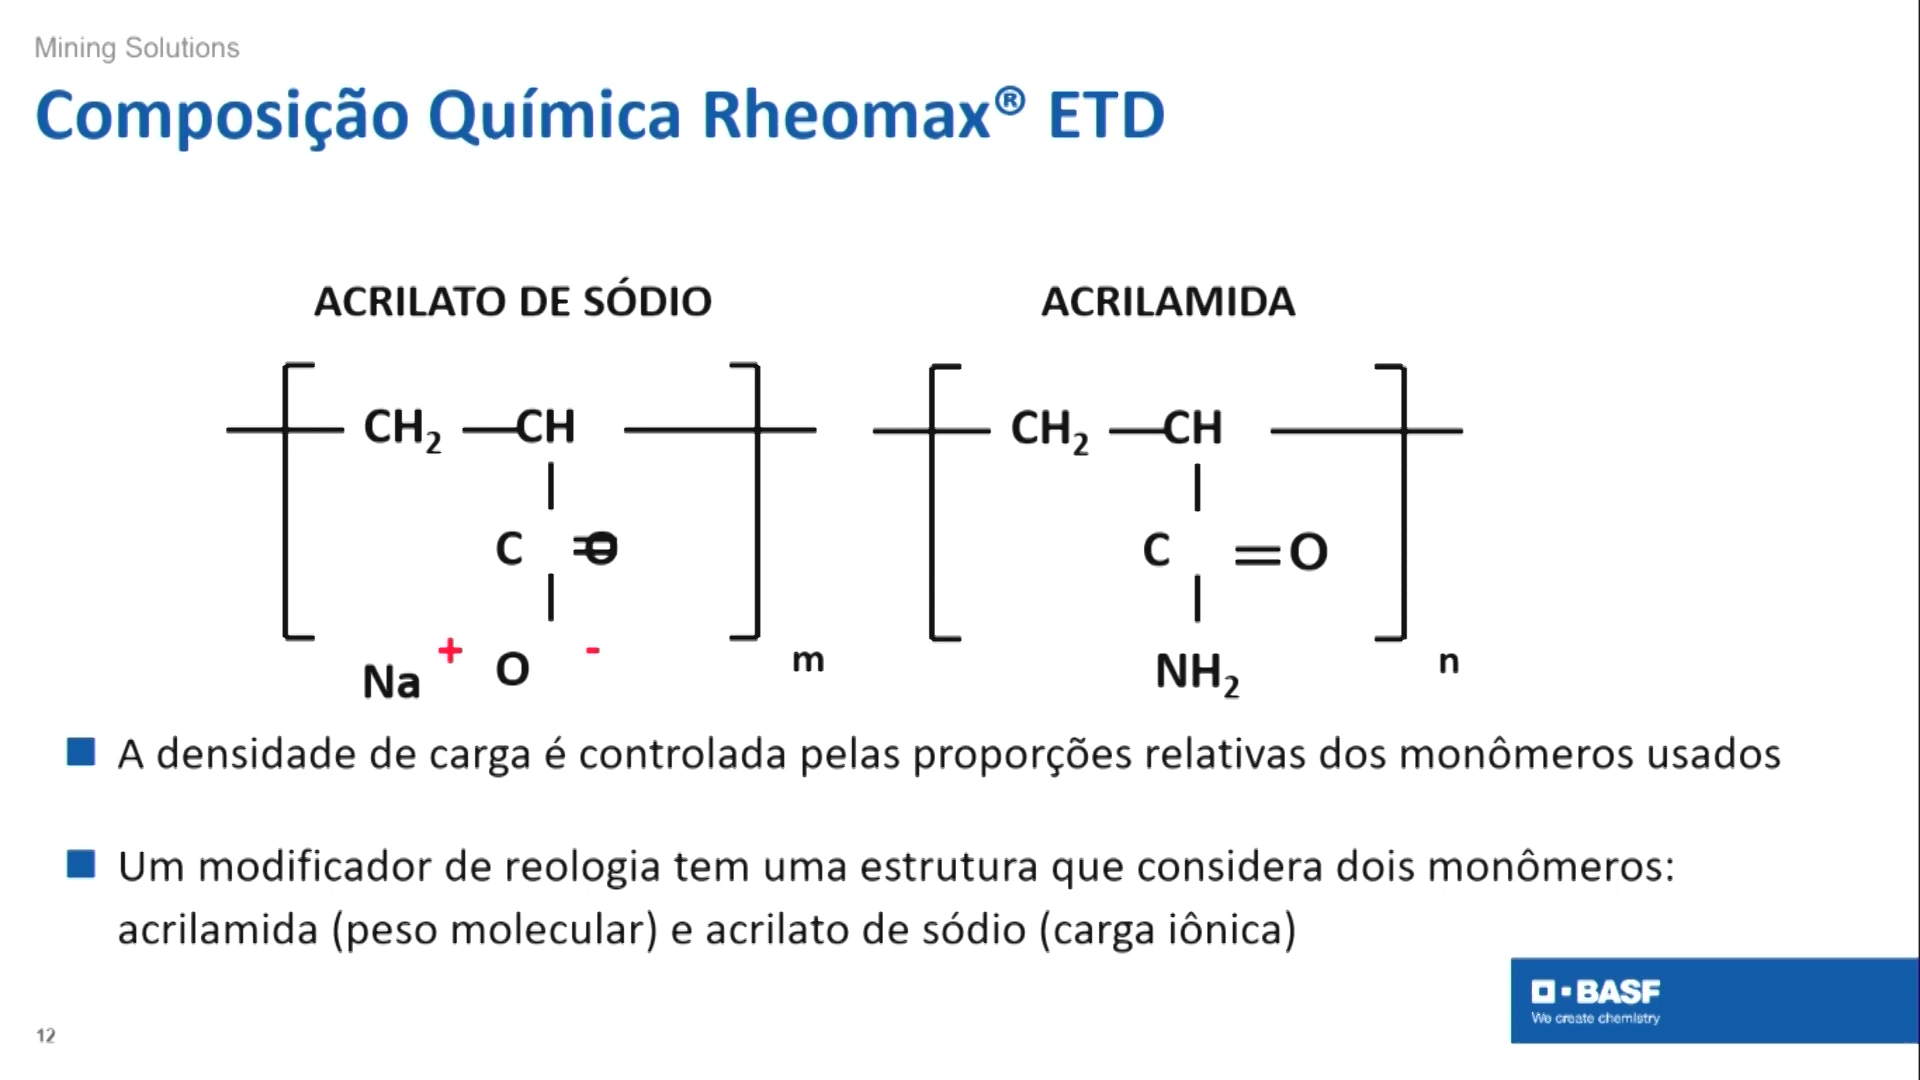 Mining Solutions
Composição Química Rheomax® ETD
ACRILATO DE SÓDIO
ACRILAMIDA
CH₂ CH
CH₂ CH
C =O
C =O
Na + O -
m
NH₂
n
A densidade de carga é controlada pelas proporções relativas dos monômeros usados
Um modificador de reologia tem uma estrutura que considera dois monômeros:
acrilamida (peso molecular) e acrilato de sódio (carga iônica)
BASF
We create chemistry
12